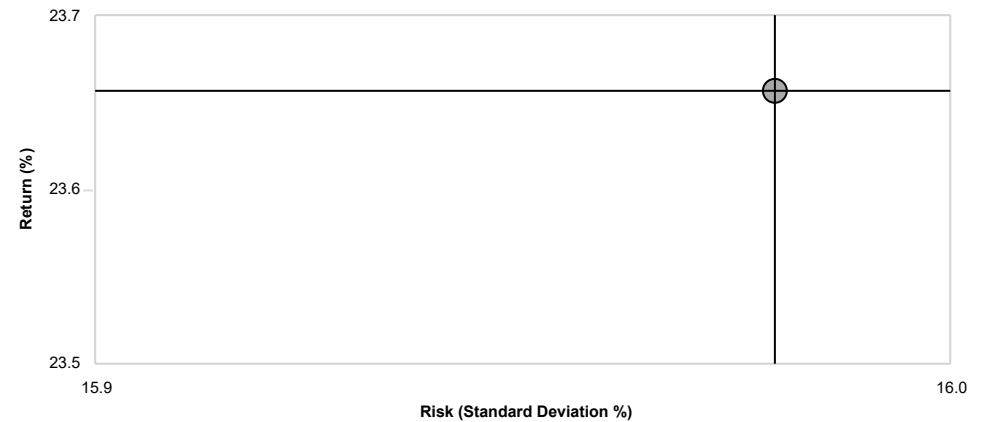 23.7
23.6
23.5
Return (%)
15.9
16.0
Risk (Standard Deviation %)